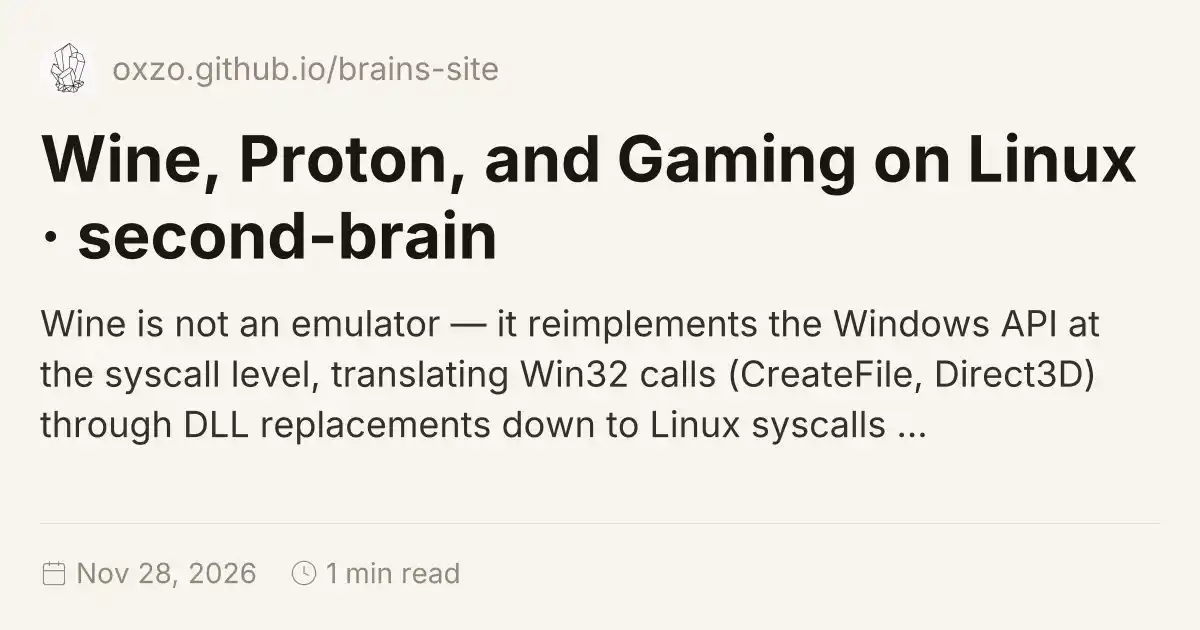 oxzo.github.io/brains-site
Wine, Proton, and Gaming on Linux
· second-brain
Wine is not an emulator — it reimplements the Windows API at
the syscall level, translating Win32 calls (CreateFile, Direct3D)
through DLL replacements down to Linux syscalls ...
Nov 28, 2026 1 min read